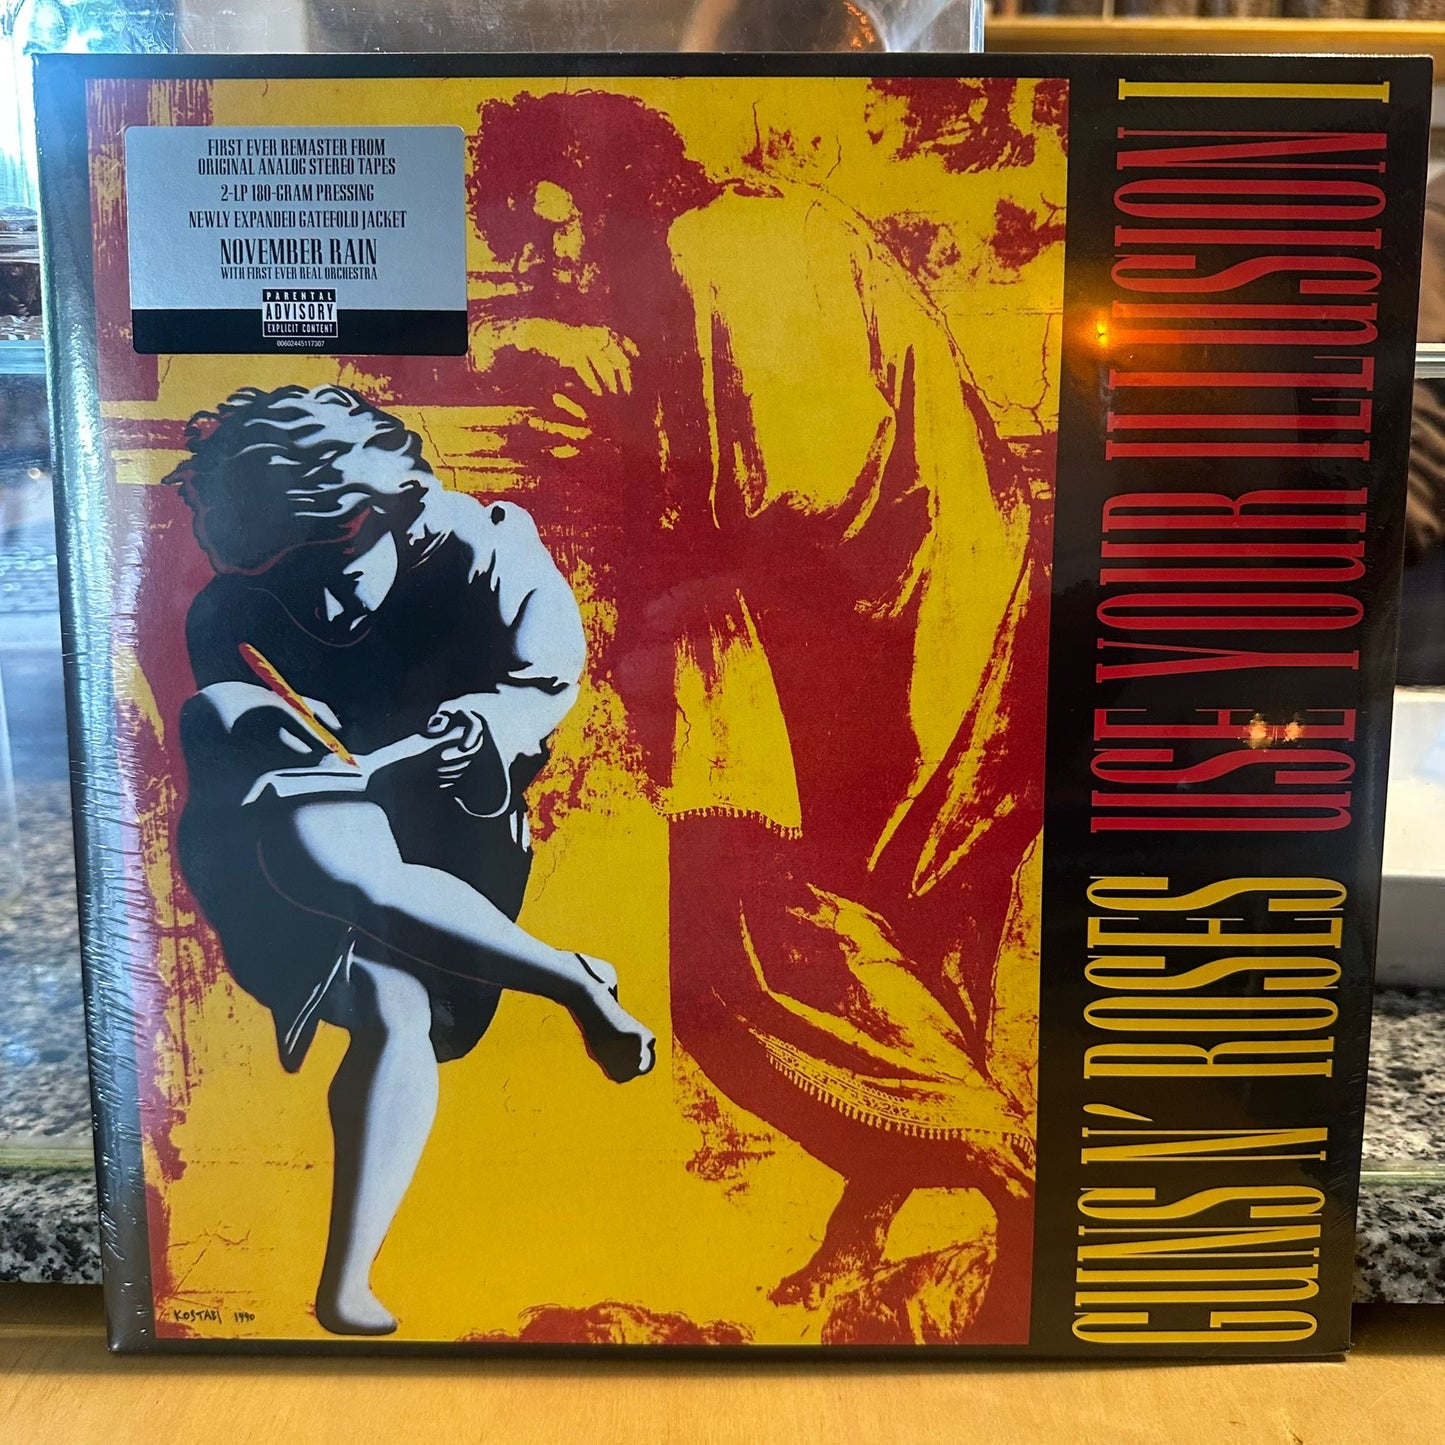 FIRST EVER REMASTER FROM
ORIGINAL ANALOG STEREO TAPES
2-LP 180-GRAM PRESSING
NEWLY EXPANDED GATEFOLD JACKET
NOVEMBER RAIN
WITH FIRST EVER REAL ORCHESTRA
PARENTAL
ADVISORY
EXPLICIT CONTENT
00602445117307
GUNS N' ROSES USE YOUR ILLUSION I
KOSTABI 1990